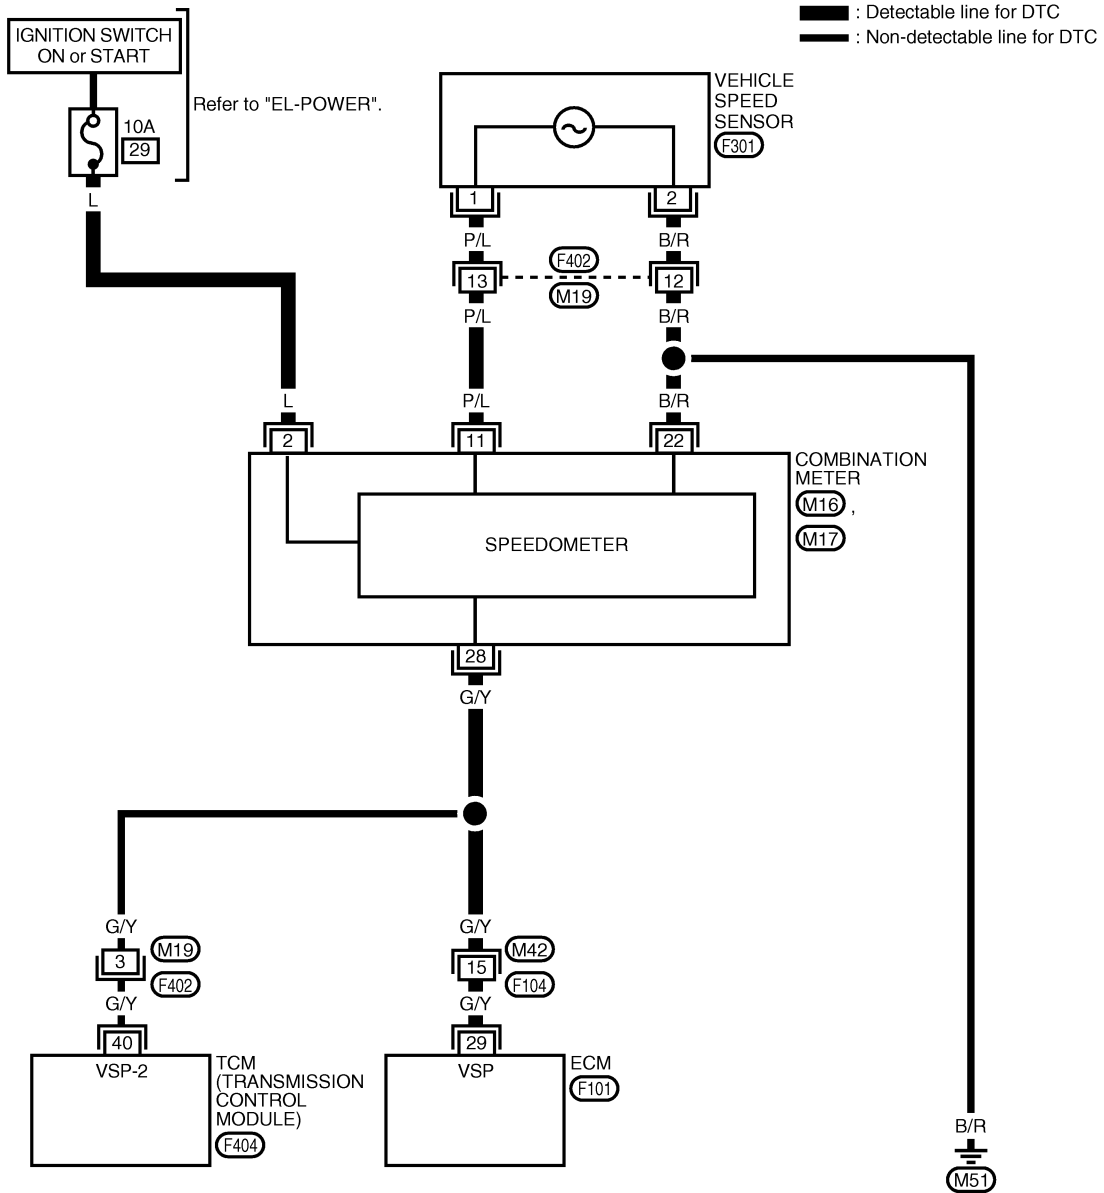 : Detectable line for DTC
: Non-detectable line for DTC
IGNITION SWITCH
ON or START
Refer to "EL-POWER".
10A
29
L
VEHICLE
SPEED
SENSOR
F301
1
2
P/L
B/R
F402
13
12
M19
P/L
B/R
L
P/L
B/R
2
11
22
COMBINATION
METER
M16 ,
M17
SPEEDOMETER
28
G/Y
G/Y
G/Y
M19
M42
3
15
F402
F104
G/Y
G/Y
40
29
VSP-2
VSP
TCM
(TRANSMISSION
CONTROL
MODULE)
F404
ECM
F101
B/R
M51